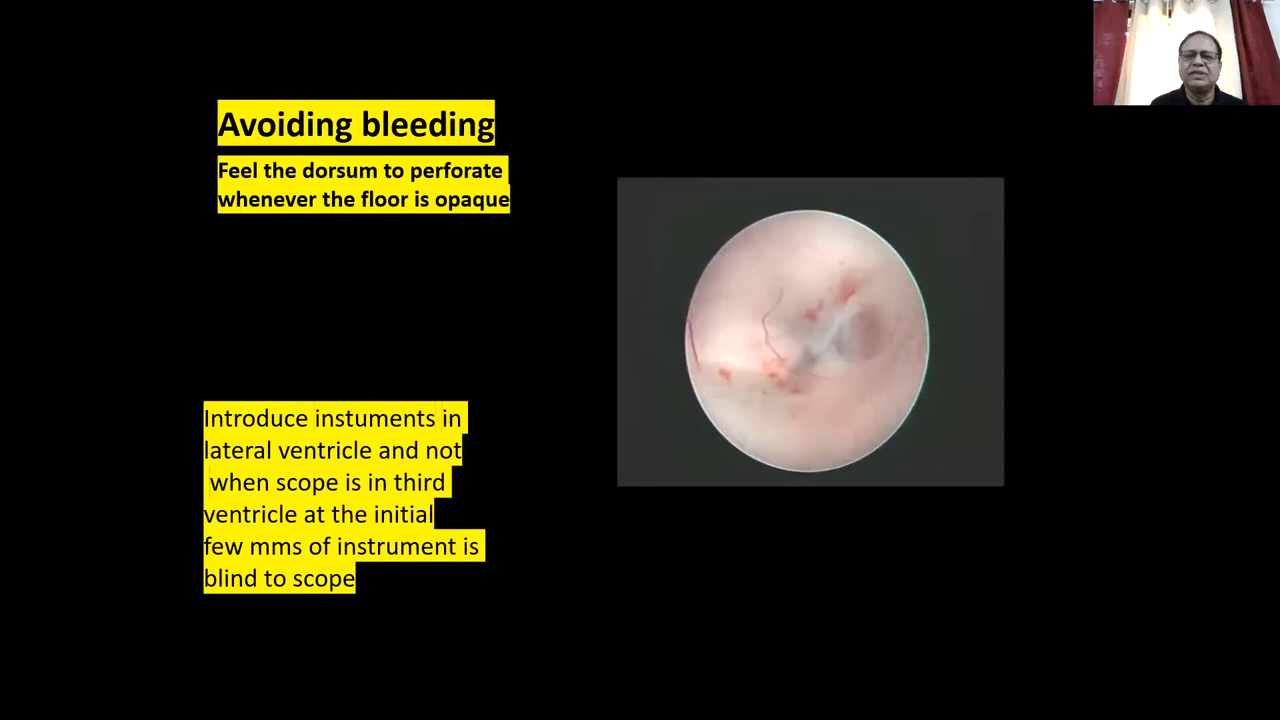 Avoiding bleeding
Feel the dorsum to perforate
whenever the floor is opaque
Introduce instuments in
lateral ventricle and not
when scope is in third
ventricle at the initial
few mms of instrument is
blind to scope